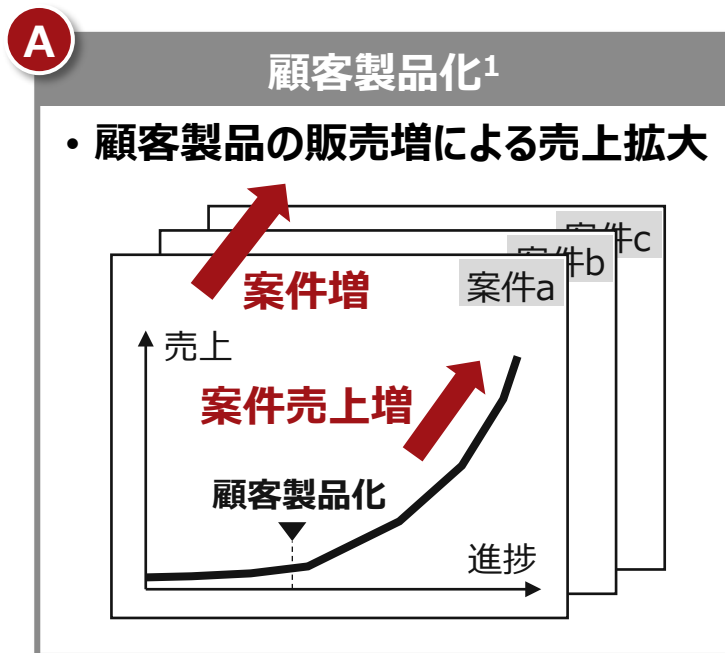 A
顧客製品化1
・顧客製品の販売増による売上拡大
案件c
案件b
案件a
案件増
売上
案件売上増
顧客製品化
進捗